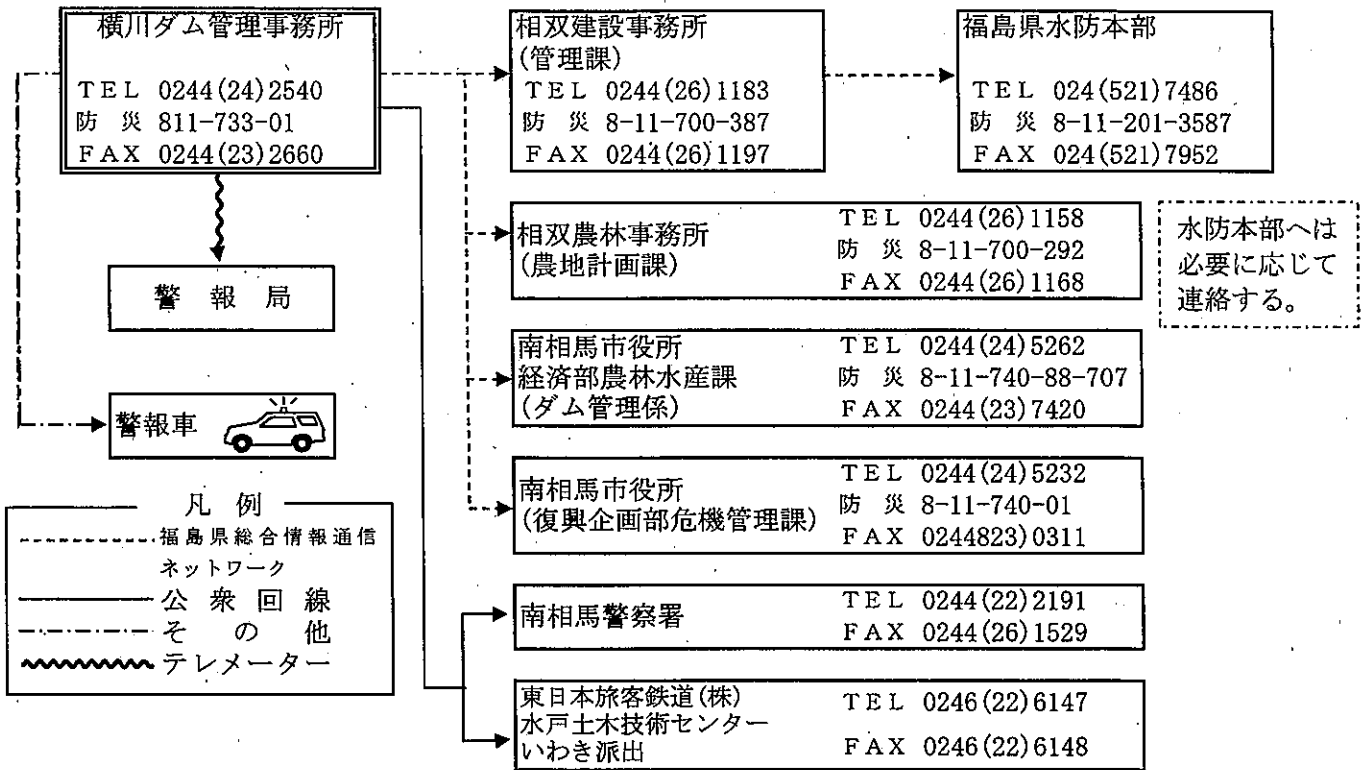 横川ダム管理事務所
TEL 0244(24)2540
防災 811-733-01
FAX 0244(23)2660
相双建設事務所
(管理課)
TEL 0244(26)1183
防災 8-11-700-387
FAX 0244(26)1197
福島県水防本部
TEL 024(521)7486
防災 8-11-201-3587
FAX 024(521)7952
警報局
警報車
相双農林事務所
(農地計画課)
TEL 0244(26)1158
防災 8-11-700-292
FAX 0244(26)1168
水防本部へは
必要に応じて
連絡する。
南相馬市役所
経済部農林水産課
(ダム管理係)
TEL 0244(24)5262
防災 8-11-740-88-707
FAX 0244(23)7420
南相馬市役所
(復興企画部危機管理課)
TEL 0244(24)5232
防災 8-11-740-01
FAX 0244823)0311
南相馬警察署
TEL 0244(22)2191
FAX 0244(26)1529
東日本旅客鉄道(株)
水戸土木技術センター
いわき派出
TEL 0246(22)6147
FAX 0246(22)6148
凡例
福島県総合情報通信
ネットワーク
公衆回線
その他
テレメーター